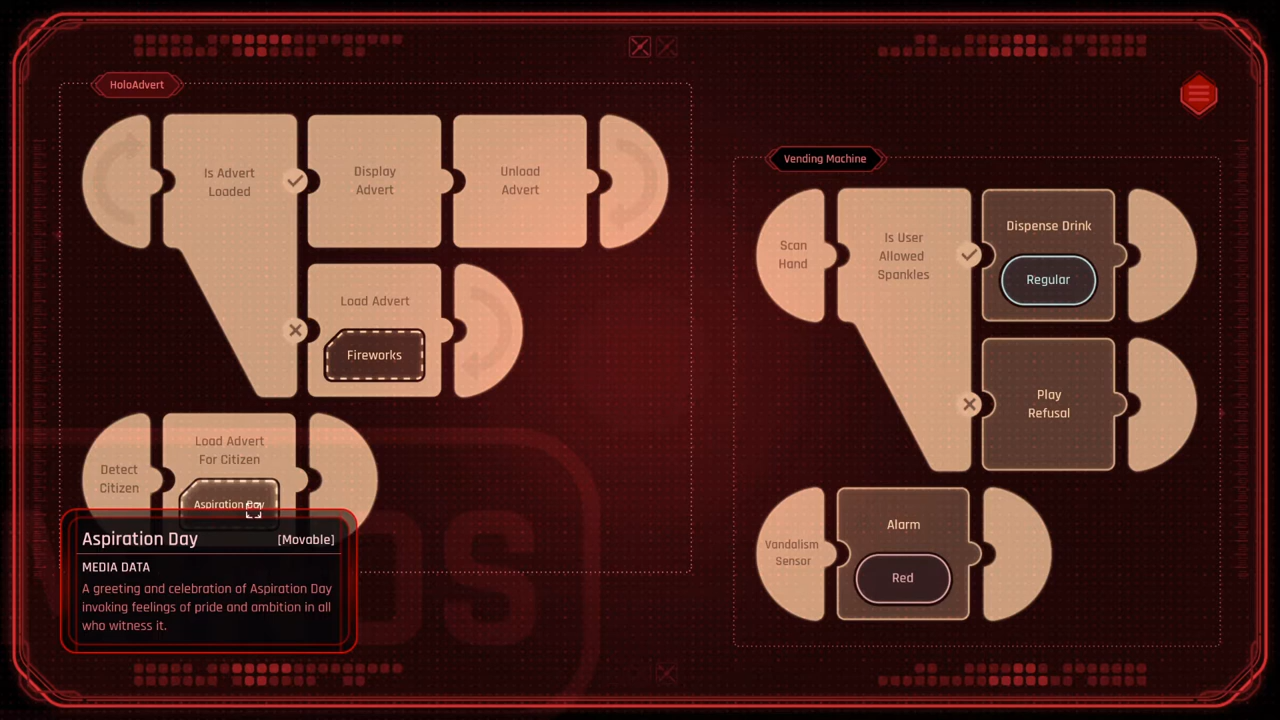 HoloAdvert
Is Advert
Loaded
Display
Advert
Unload
Advert
Load Advert
Fireworks
Detect
Citizen
Load Advert
For Citizen
Aspiration Day
Aspiration Day
[Movable]
MEDIA DATA
A greeting and celebration of Aspiration Day
invoking feelings of pride and ambition in all
who witness it.
Vending Machine
Scan
Hand
Is User
Allowed
Spankles
Dispense Drink
Regular
Play
Refusal
Vandalism
Sensor
Alarm
Red